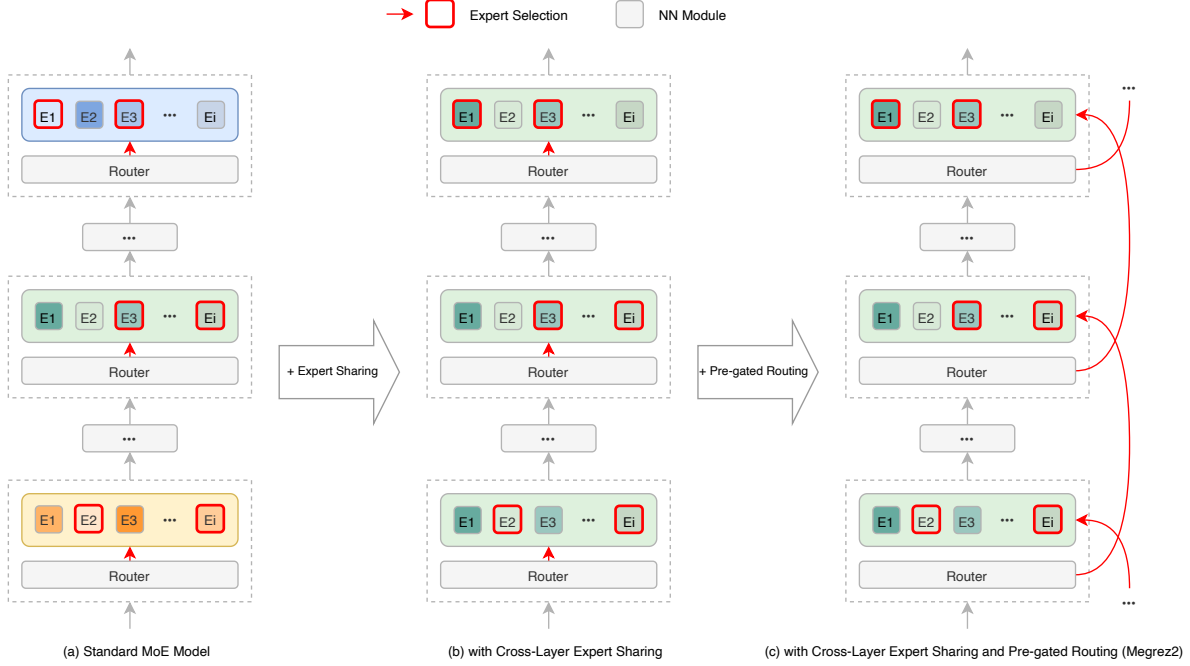 Expert Selection
NN Module
E1 E2 E3 ... Ei
Router
...
E1 E2 E3 ... Ei
Router
...
E1 E2 E3 ... Ei
Router
(a) Standard MoE Model
+ Expert Sharing
E1 E2 E3 ... Ei
Router
...
E1 E2 E3 ... Ei
Router
...
E1 E2 E3 ... Ei
Router
(b) with Cross-Layer Expert Sharing
+ Pre-gated Routing
...
E1 E2 E3 ... Ei
Router
...
E1 E2 E3 ... Ei
Router
...
E1 E2 E3 ... Ei
Router
...
(c) with Cross-Layer Expert Sharing and Pre-gated Routing (Megrez2)